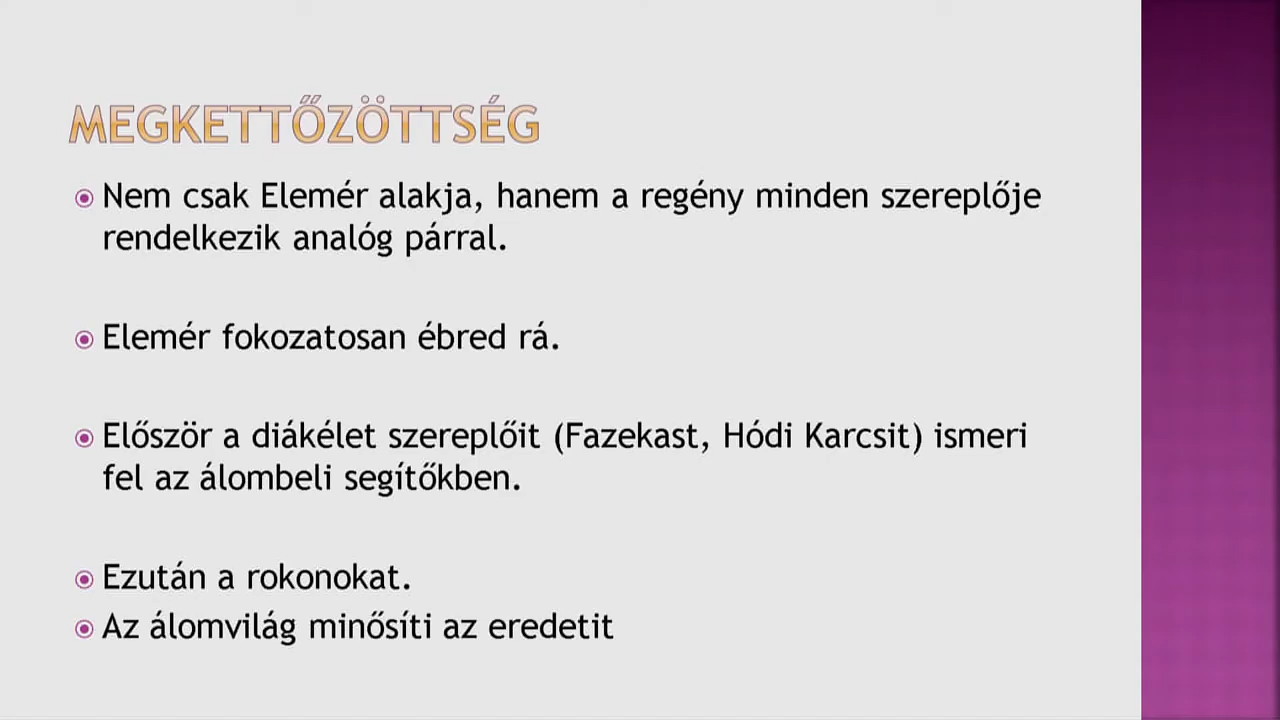 MEGKETTŐZÖTTSÉG
Nem csak Elemér alakja, hanem a regény minden szereplője
rendelkezik analóg párral.
Elemér fokozatosan ébred rá.
Először a diákélet szereplőit (Fazekast, Hódi Karcsit) ismeri
fel az álombeli segítőkben.
Ezután a rokonokat.
Az álomvilág minősíti az eredetit